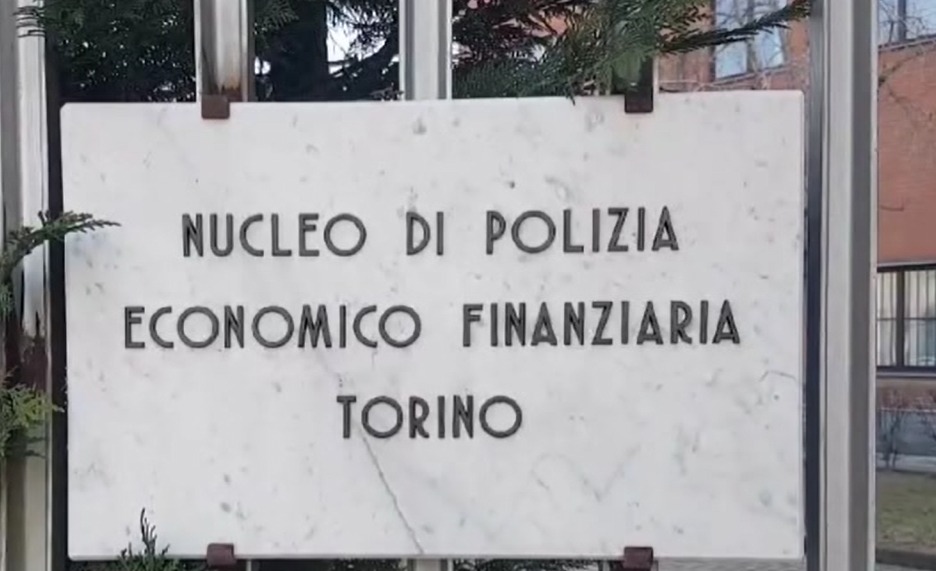 NUCLEO DI POLIZIA
ECONOMICO FINANZIARIA
TORINO